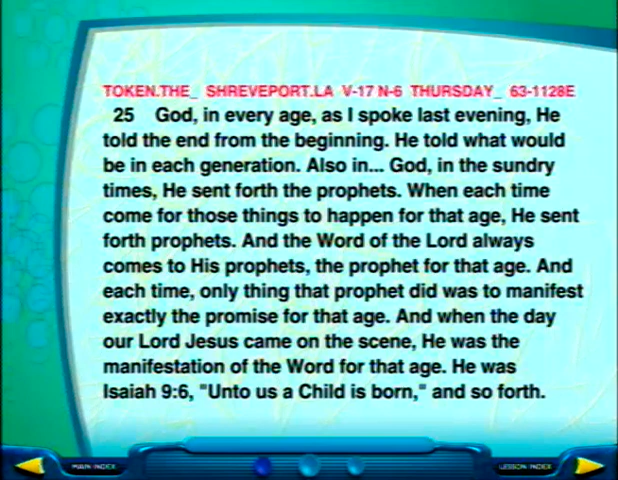 TOKEN.THE_ SHREVEPORT.LA V-17 N-6 THURSDAY_ 63-1128E
25 God, in every age, as I spoke last evening, He
told the end from the beginning. He told what would
be in each generation. Also in... God, in the sundry
times, He sent forth the prophets. When each time
come for those things to happen for that age, He sent
forth prophets. And the Word of the Lord always
comes to His prophets, the prophet for that age. And
each time, only thing that prophet did was to manifest
exactly the promise for that age. And when the day
our Lord Jesus came on the scene, He was the
manifestation of the Word for that age. He was
Isaiah 9:6, "Unto us a Child is born," and so forth.
MAIN INDEX
LESSON INDEX